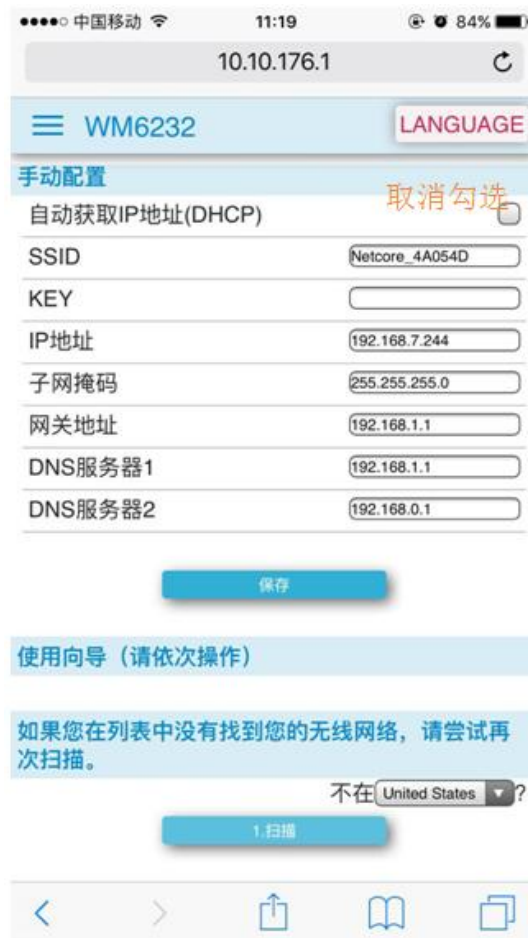 中国移动 11:19 84%
10.10.176.1
WM6232 LANGUAGE
手动配置
取消勾选
自动获取IP地址(DHCP)
SSID Netcore_4A054D
KEY
IP地址 192.168.7.244
子网掩码 255.255.255.0
网关地址 192.168.1.1
DNS服务器1 192.168.1.1
DNS服务器2 192.168.0.1
保存
使用向导（请依次操作）
如果您在列表中没有找到您的无线网络，请尝试再
次扫描。
不在 United States ?
1.扫描